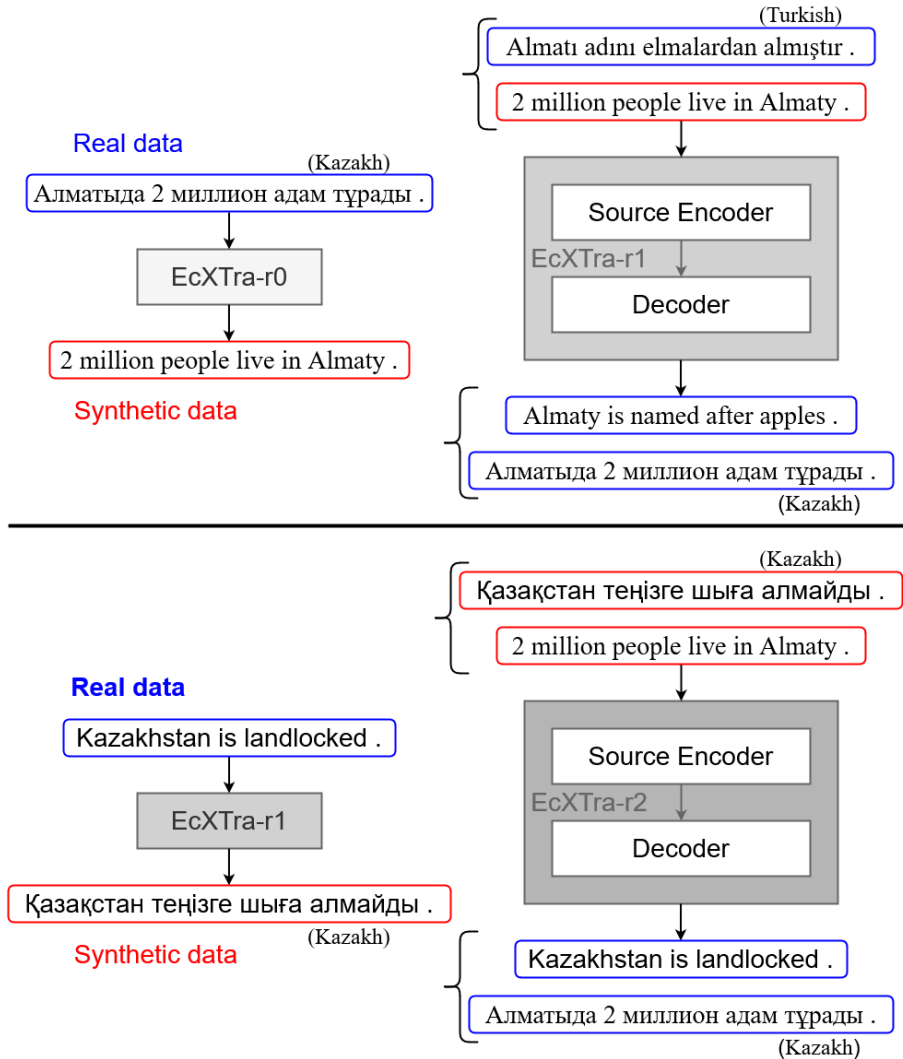 (Turkish)
Almatı adını elmalardan almıştır .
2 million people live in Almaty .
Real data
(Kazakh)
Алматыда 2 миллион адам тұрады .
EcXTra-r0
2 million people live in Almaty .
Synthetic data
Source Encoder
EcXTra-r1
Decoder
Almaty is named after apples .
Алматыда 2 миллион адам тұрады .
(Kazakh)
(Kazakh)
Қазақстан теңізге шыға алмайды .
2 million people live in Almaty .
Real data
Kazakhstan is landlocked .
EcXTra-r1
Қазақстан теңізге шыға алмайды .
(Kazakh)
Synthetic data
Source Encoder
EcXTra-r2
Decoder
Kazakhstan is landlocked .
Алматыда 2 миллион адам тұрады .
(Kazakh)